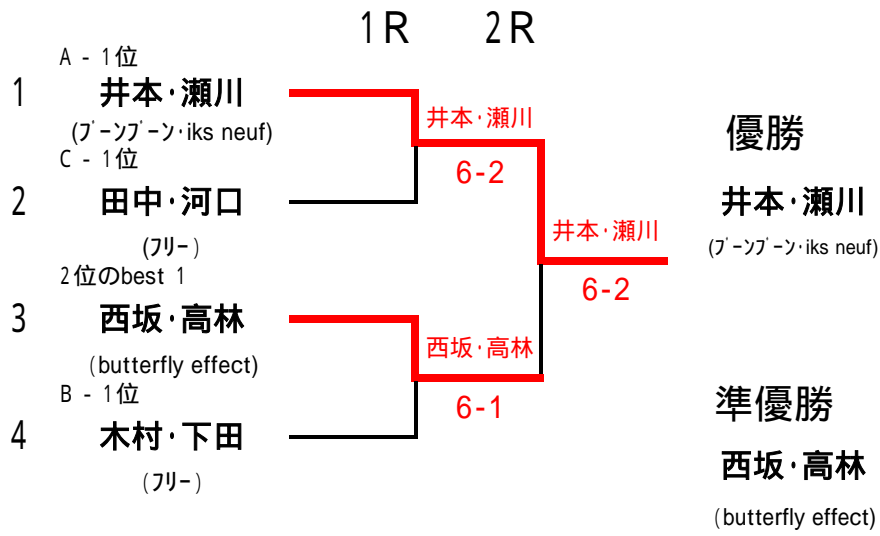 1R 2R
A - 1位
1 井本･瀬川
(ﾌﾞｰﾝﾌﾞｰﾝ･iks neuf)
C - 1位
2 田中･河口
(ﾌﾘｰ)
2位のbest 1
3 西坂･高林
(butterfly effect)
B - 1位
4 木村･下田
(ﾌﾘｰ)
井本･瀬川
6-2
西坂･高林
6-1
井本･瀬川
6-2
優勝
井本･瀬川
(ﾌﾞｰﾝﾌﾞｰﾝ･iks neuf)
準優勝
西坂･高林
(butterfly effect)